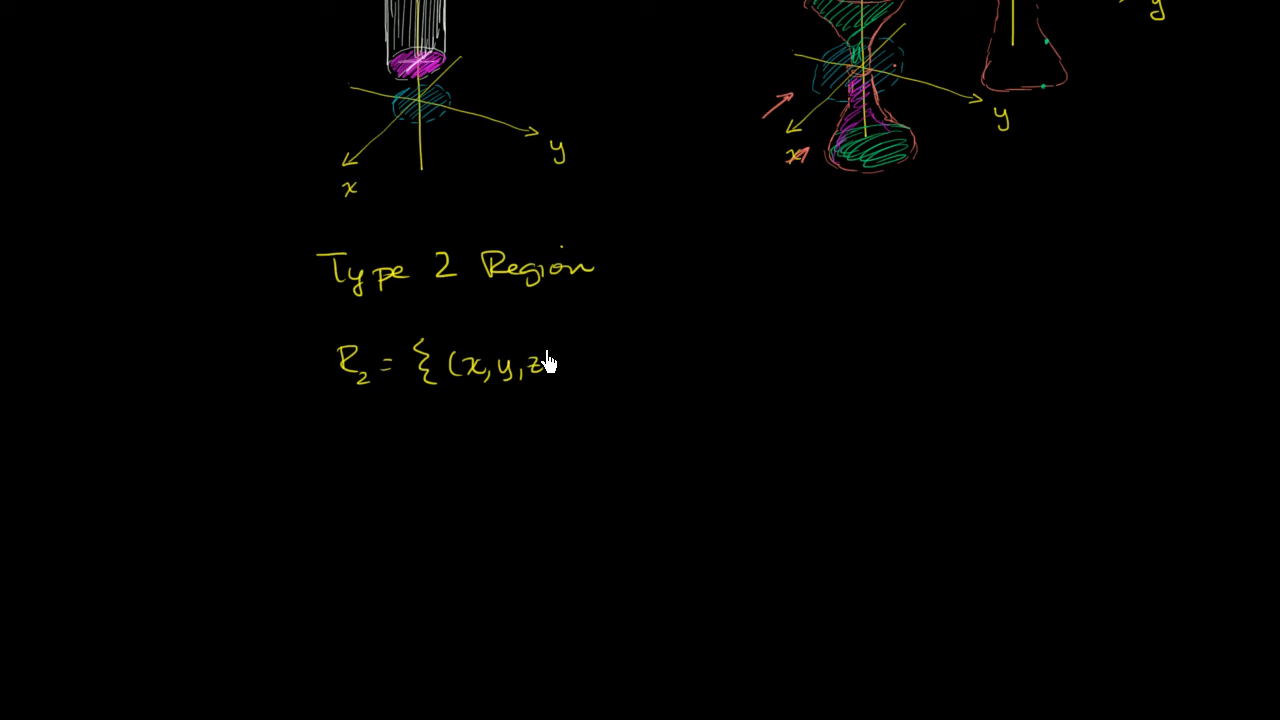 y
y
x
y
x
Type 2 Region
R₂ = { (x, y, z